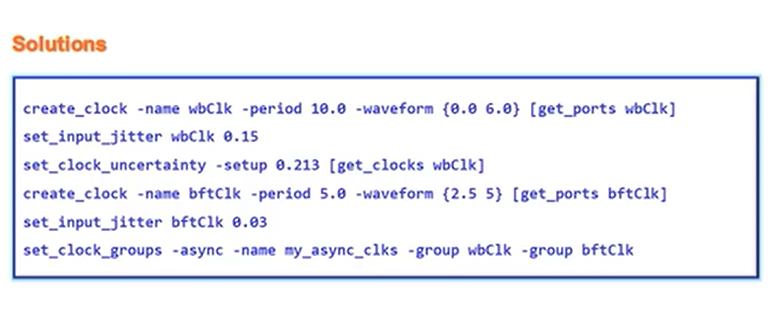 Solutions
create_clock -name wbClk -period 10.0 -waveform {0.0 6.0} [get_ports wbClk]
set_input_jitter wbClk 0.15
set_clock_uncertainty -setup 0.213 [get_clocks wbClk]
create_clock -name bftClk -period 5.0 -waveform {2.5 5} [get_ports bftClk]
set_input_jitter bftClk 0.03
set_clock_groups -async -name my_async_clks -group wbClk -group bftClk